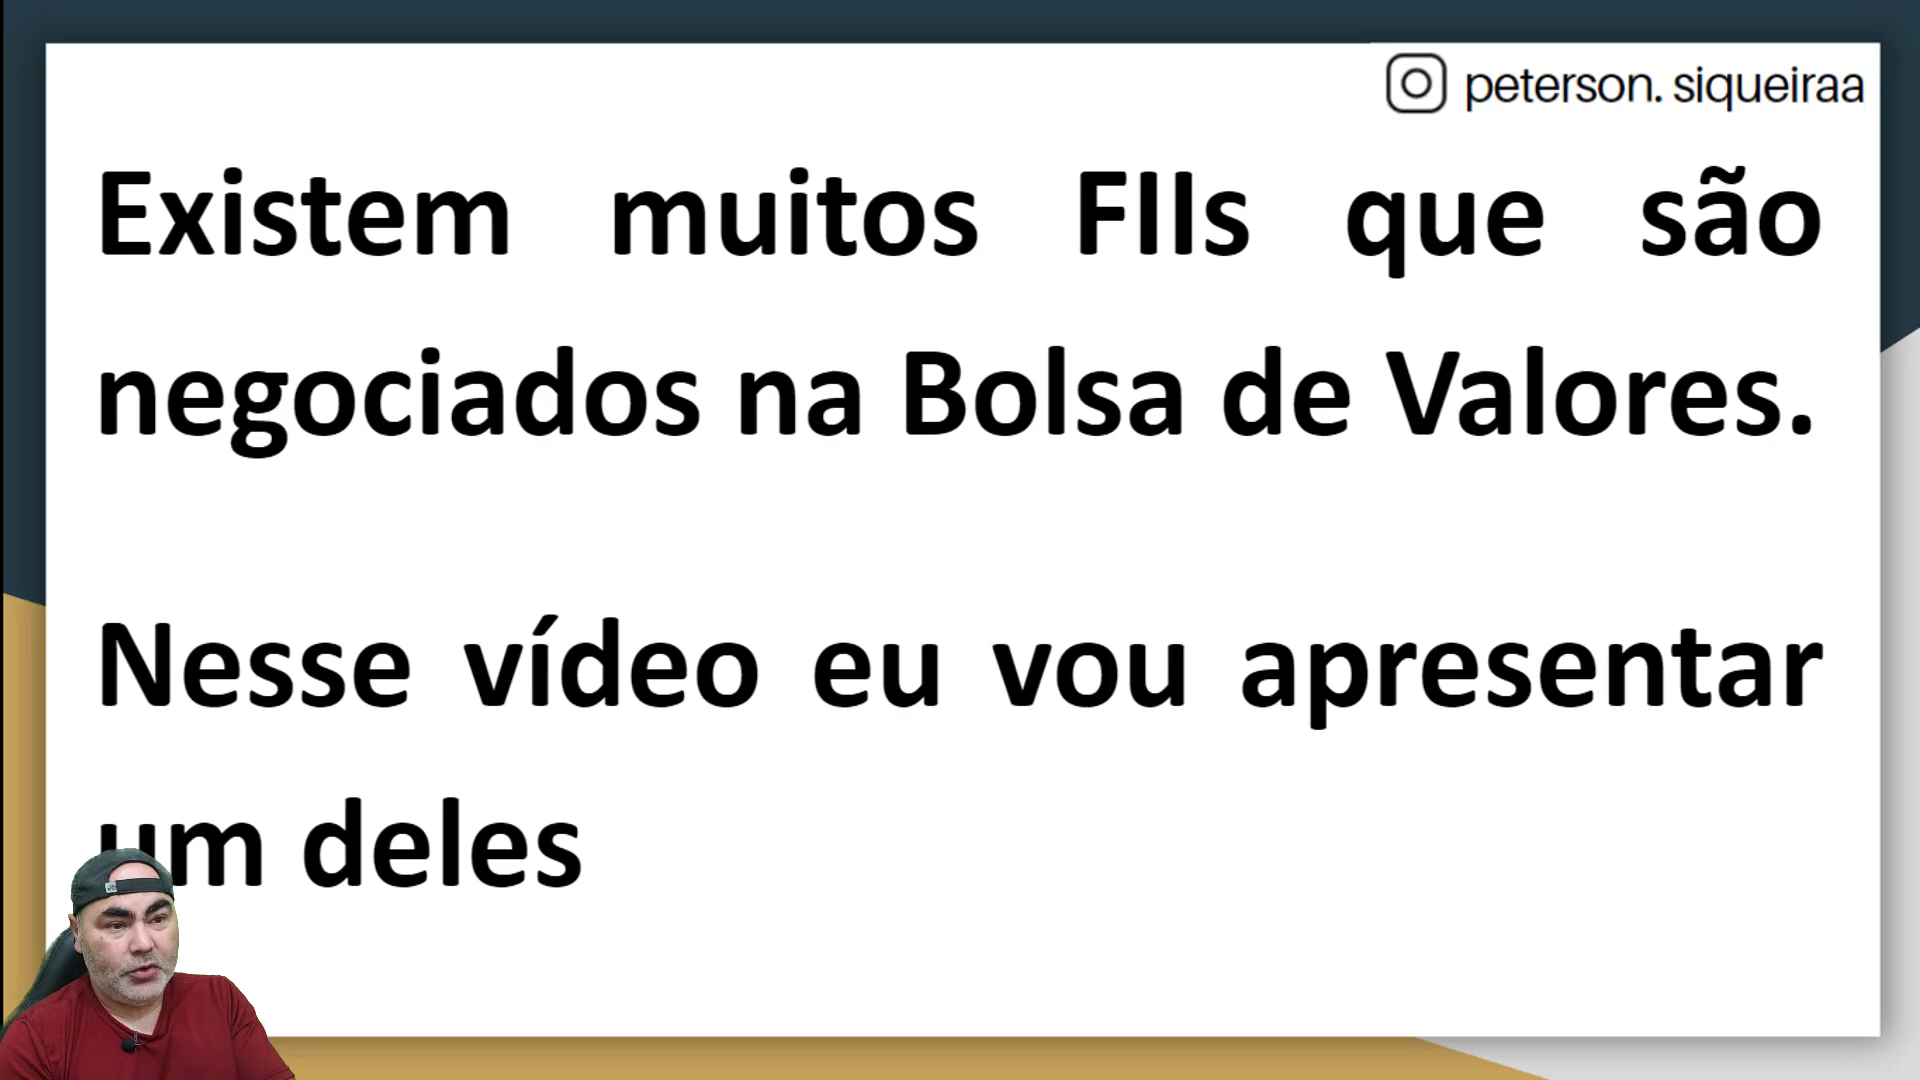 peterson. siqueiraa
Existem muitos FIIs que são
negociados na Bolsa de Valores.
Nesse vídeo eu vou apresentar
um deles